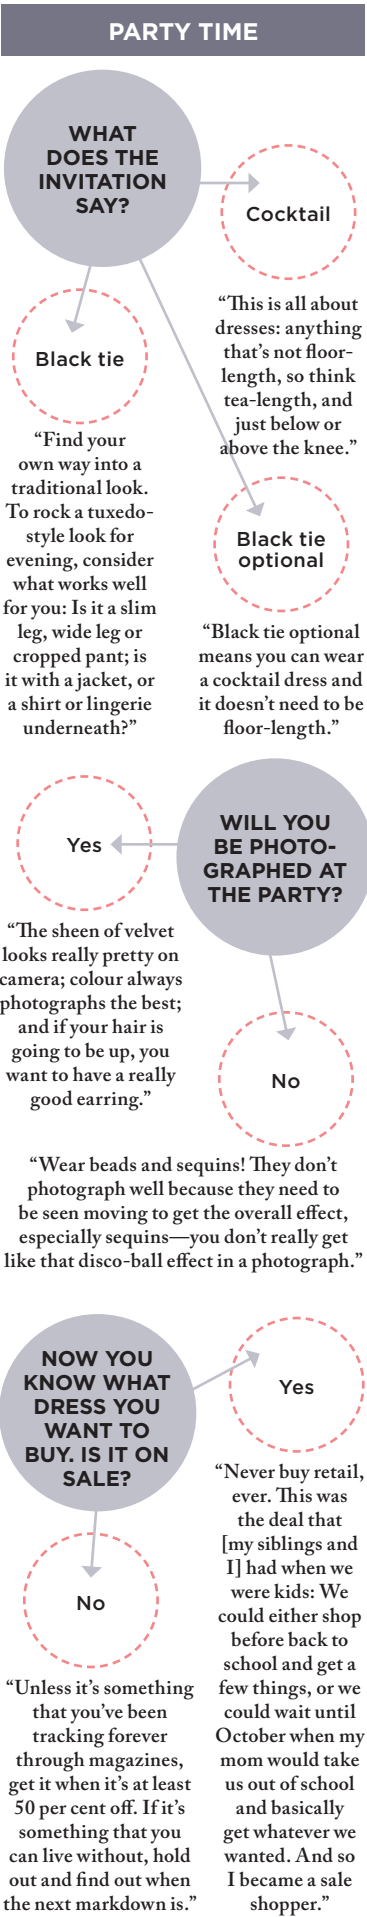 PARTY TIME
WHAT
DOES THE
INVITATION
SAY?
Cocktail
“This is all about
dresses: anything
that’s not floor-
length, so think
tea-length, and
just below or
above the knee.”
Black tie
“Find your
own way into a
traditional look.
To rock a tuxedo-
style look for
evening, consider
what works well
for you: Is it a slim
leg, wide leg or
cropped pant; is
it with a jacket, or
a shirt or lingerie
underneath?”
Black tie
optional
“Black tie optional
means you can wear
a cocktail dress and
it doesn’t need to be
floor-length.”
WILL YOU
BE PHOTO-
GRAPHED AT
THE PARTY?
Yes
“The sheen of velvet
looks really pretty on
camera; colour always
photographs the best;
and if your hair is
going to be up, you
want to have a really
good earring.”
No
“Wear beads and sequins! They don’t
photograph well because they need to
be seen moving to get the overall effect,
especially sequins—you don’t really get
like that disco-ball effect in a photograph.”
NOW YOU
KNOW WHAT
DRESS YOU
WANT TO
BUY. IS IT ON
SALE?
Yes
“Never buy retail,
ever. This was
the deal that
[my siblings and
I] had when we
were kids: We
could either shop
before back to
school and get a
few things, or we
could wait until
October when my
mom would take
us out of school
and basically
get whatever we
wanted. And so
I became a sale
shopper.”
No
“Unless it’s something
that you’ve been
tracking forever
through magazines,
get it when it’s at least
50 per cent off. If it’s
something that you
can live without, hold
out and find out when
the next markdown is.”